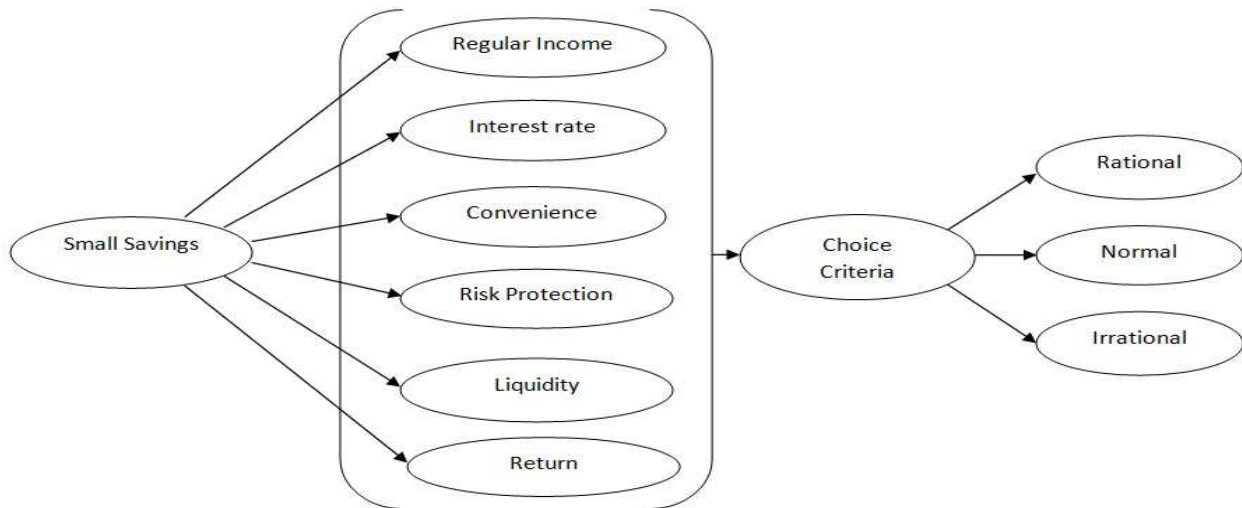 Small Savings
Regular Income
Interest rate
Convenience
Risk Protection
Liquidity
Return
Choice
Criteria
Rational
Normal
Irrational